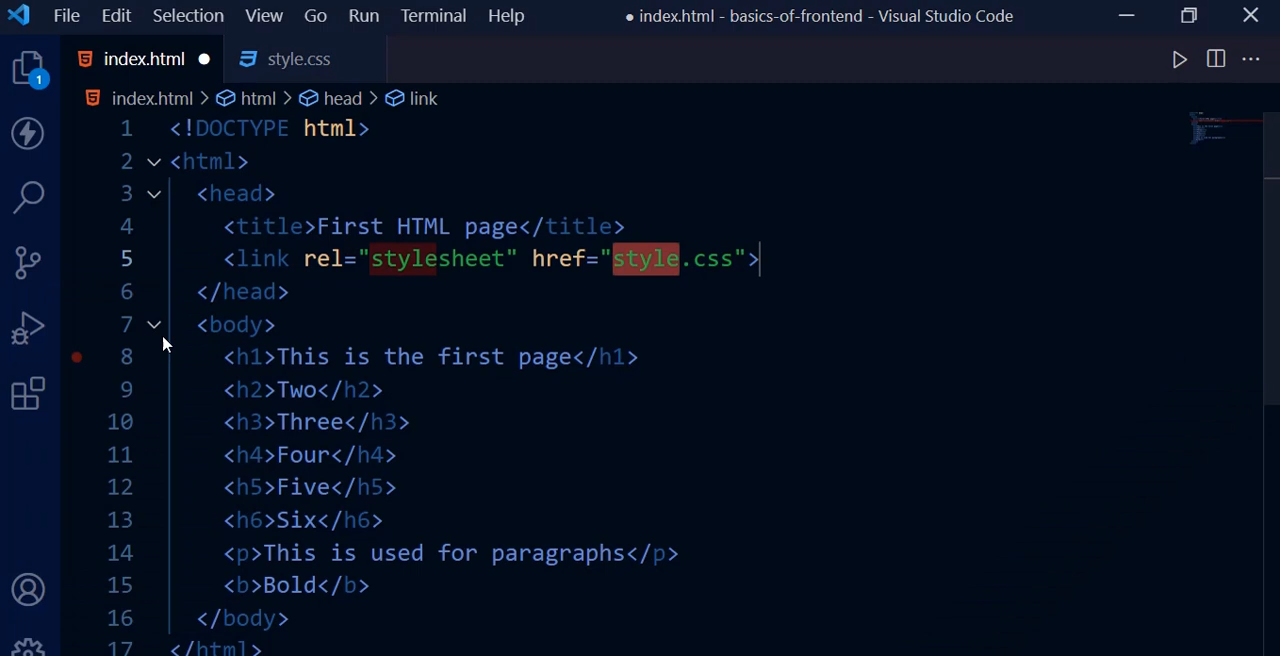 File Edit Selection View Go Run Terminal Help ● index.html - basics-of-frontend - Visual Studio Code
index.html ● style.css
1
index.html > html > head > link
1 <!DOCTYPE html>
2 <html>
3 <head>
4 <title>First HTML page</title>
5 <link rel="stylesheet" href="style.css">
6 </head>
7 <body>
8 <h1>This is the first page</h1>
9 <h2>Two</h2>
10 <h3>Three</h3>
11 <h4>Four</h4>
12 <h5>Five</h5>
13 <h6>Six</h6>
14 <p>This is used for paragraphs</p>
15 <b>Bold</b>
16 </body>
17 </html>